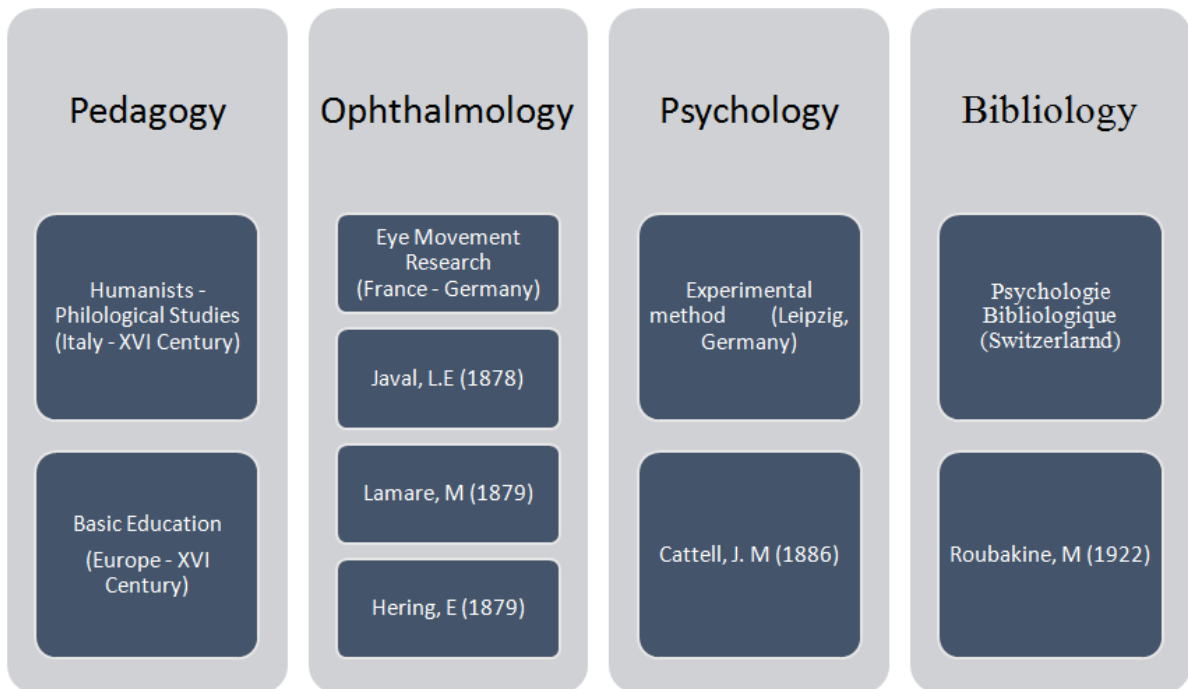 Pedagogy
Humanists -
Philological Studies
(Italy - XVI Century)
Basic Education
(Europe - XVI
Century)
Ophthalmology
Eye Movement
Research
(France - Germany)
Javal, L.E (1878)
Lamare, M (1879)
Hering, E (1879)
Psychology
Experimental
method (Leipzig,
Germany)
Cattell, J. M (1886)
Bibliology
Psychologie
Bibliologique
(Switzerlarnd)
Roubakine, M (1922)